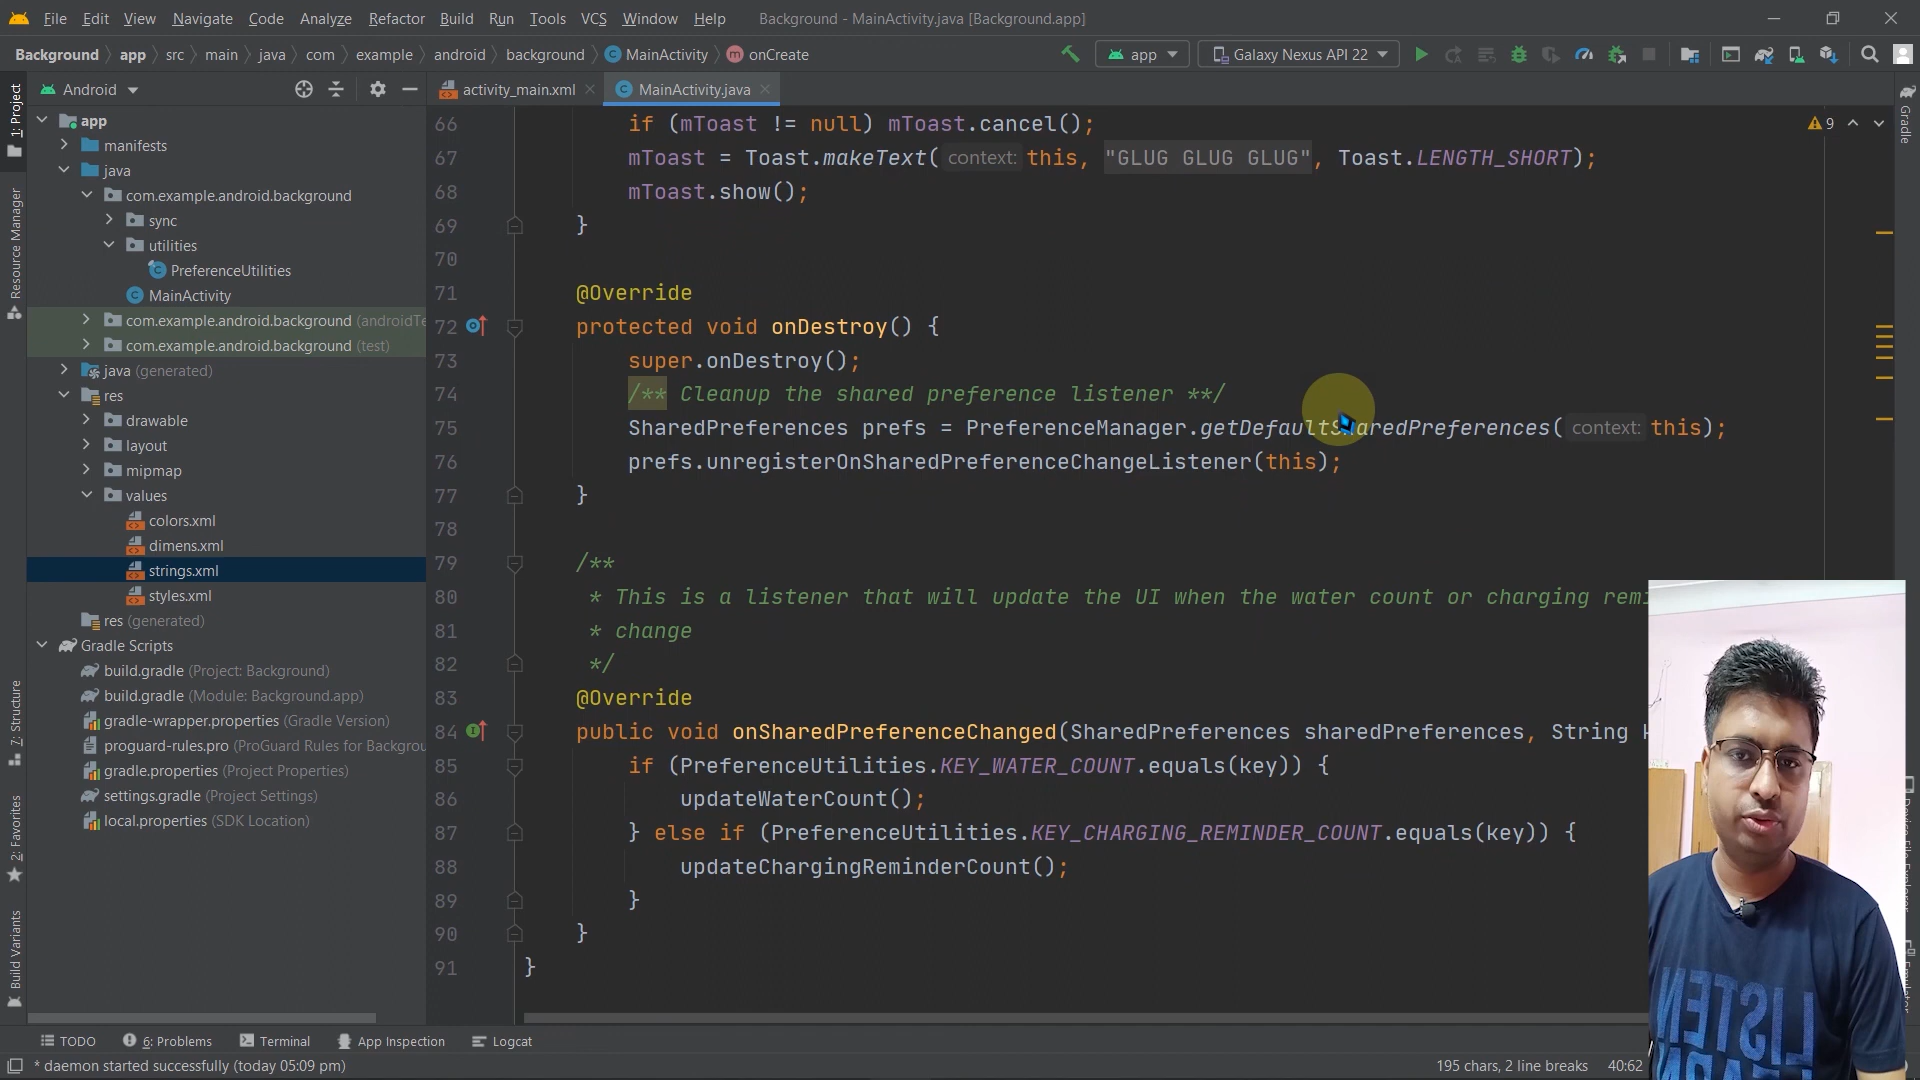 File Edit View Navigate Code Analyze Refactor Build Run Tools VCS Window Help Background - MainActivity.java [Background.app]
Background app src main java com example android background MainActivity onCreate app Galaxy Nexus API 22
1: Project
Resource Manager
7: Structure
2: Favorites
Build Variants
Android
app
manifests
java
com.example.android.background
sync
utilities
PreferenceUtilities
MainActivity
com.example.android.background (androidTe
com.example.android.background (test)
java (generated)
res
drawable
layout
mipmap
values
colors.xml
dimens.xml
strings.xml
styles.xml
res (generated)
Gradle Scripts
build.gradle (Project: Background)
build.gradle (Module: Background.app)
gradle-wrapper.properties (Gradle Version)
proguard-rules.pro (ProGuard Rules for Backgrou
gradle.properties (Project Properties)
settings.gradle (Project Settings)
local.properties (SDK Location)
activity_main.xml MainActivity.java
9
66 if (mToast != null) mToast.cancel();
67 mToast = Toast.makeText( context: this, "GLUG GLUG GLUG", Toast.LENGTH_SHORT);
68 mToast.show();
69 }
70
71 @Override
72 protected void onDestroy() {
73 super.onDestroy();
74 /** Cleanup the shared preference listener **/
75 SharedPreferences prefs = PreferenceManager.getDefaultSharedPreferences( context: this);
76 prefs.unregisterOnSharedPreferenceChangeListener(this);
77 }
78
79 /**
80 * This is a listener that will update the UI when the water count or charging remi
81 * change
82 */
83 @Override
84 public void onSharedPreferenceChanged(SharedPreferences sharedPreferences, String k
85 if (PreferenceUtilities.KEY_WATER_COUNT.equals(key)) {
86 updateWaterCount();
87 } else if (PreferenceUtilities.KEY_CHARGING_REMINDER_COUNT.equals(key)) {
88 updateChargingReminderCount();
89 }
90 }
91 }
Gradle
LISTEN
TODO 6: Problems Terminal App Inspection Logcat
* daemon started successfully (today 05:09 pm) 195 chars, 2 line breaks 40:62